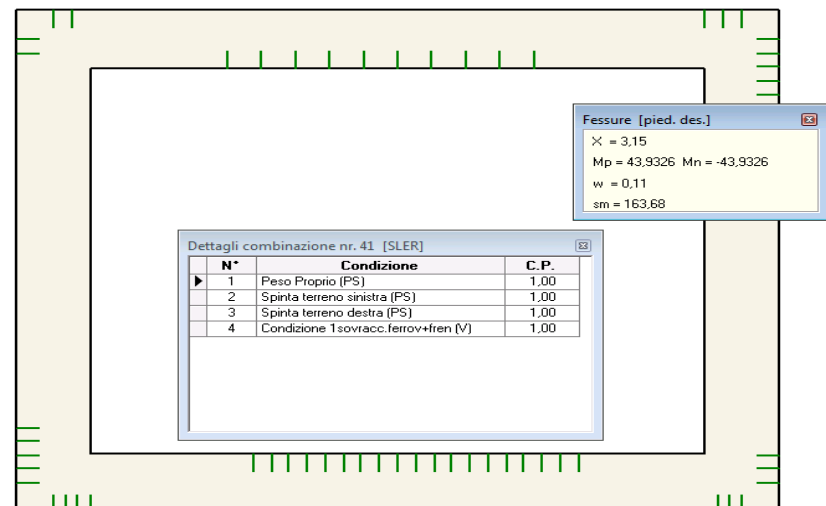 Fessure [pied. des.]
X = 3,15
Mp = 43,9326 Mn = -43,9326
w = 0,11
sm = 163,68
Dettagli combinazione nr. 41 [SLER]
N° Condizione C.P.
1 Peso Proprio (PS) 1,00
2 Spinta terreno sinistra (PS) 1,00
3 Spinta terreno destra (PS) 1,00
4 Condizione 1sovracc.ferrov+fren (V) 1,00